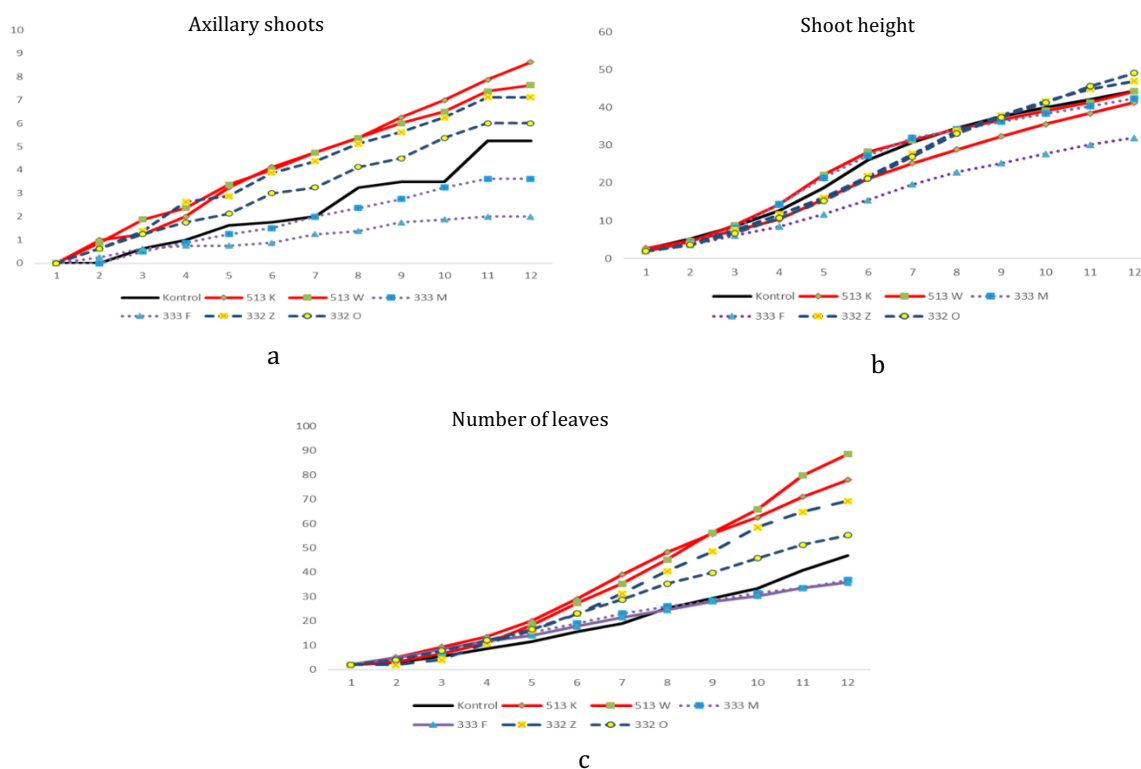 Axillary shoots
10
9
8
7
6
5
4
3
2
1
0
1 2 3 4 5 6 7 8 9 10 11 12
Kontrol 513 K 513 W 333 M
333 F 332 Z 332 O
a
Shoot height
60
50
40
30
20
10
0
1 2 3 4 5 6 7 8 9 10 11 12
Kontrol 513 K 513 W 333 M
333 F 332 Z 332 O
b
Number of leaves
100
90
80
70
60
50
40
30
20
10
0
1 2 3 4 5 6 7 8 9 10 11 12
Kontrol 513 K 513 W 333 M
333 F 332 Z 332 O
c